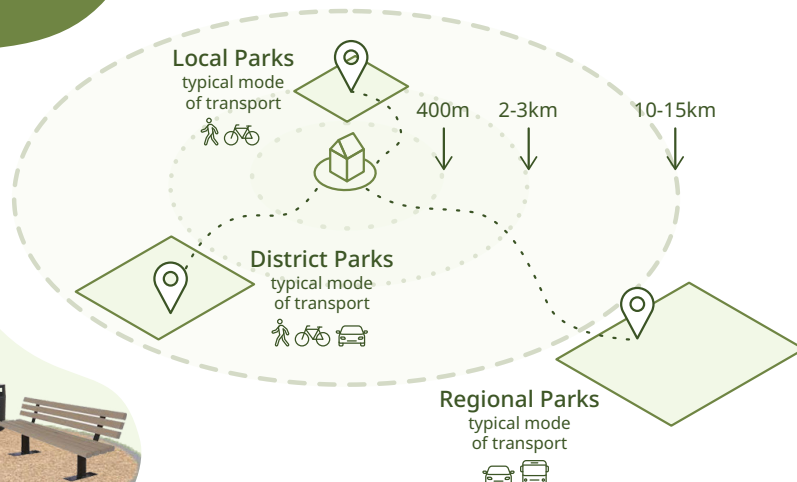 Local Parks
typical mode
of transport
400m
2-3km
10-15km
District Parks
typical mode
of transport
Regional Parks
typical mode
of transport